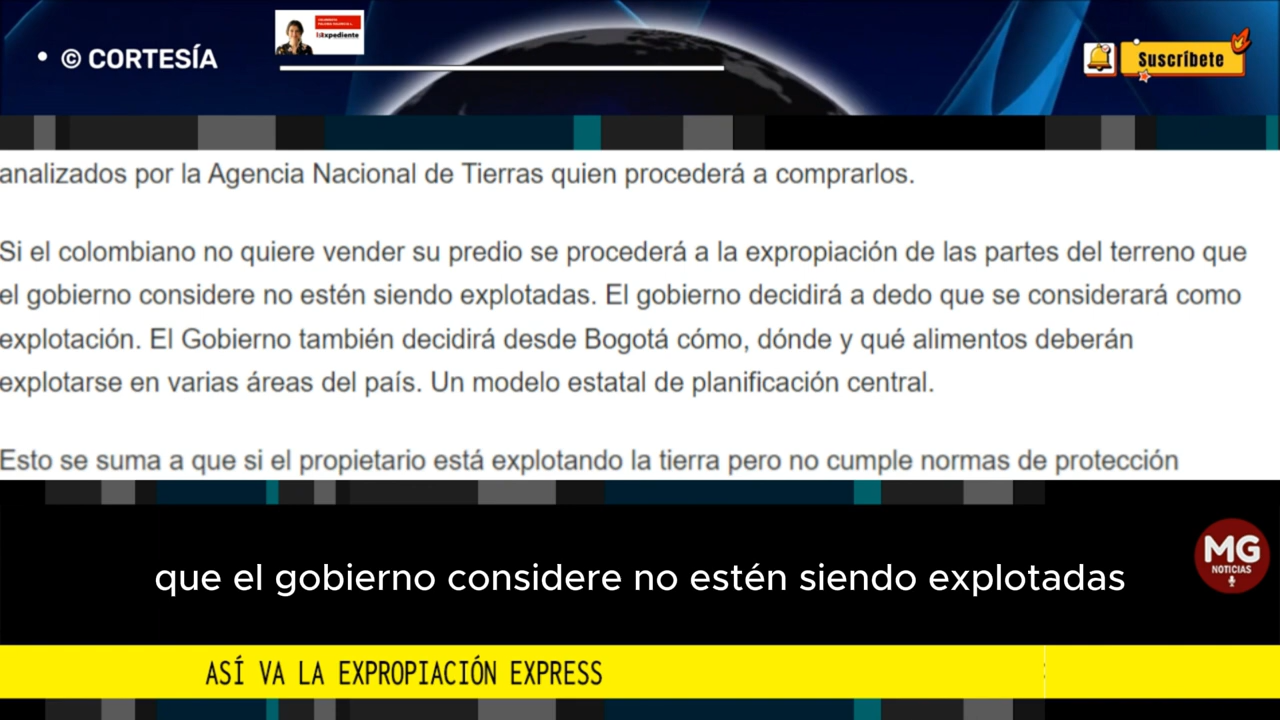 • © CORTESÍA
laExpediente
Suscríbete
analizados por la Agencia Nacional de Tierras quien procederá a comprarlos.
Si el colombiano no quiere vender su predio se procederá a la expropiación de las partes del terreno que
el gobierno considere no estén siendo explotadas. El gobierno decidirá a dedo que se considerará como
explotación. El Gobierno también decidirá desde Bogotá cómo, dónde y qué alimentos deberán
explotarse en varias áreas del país. Un modelo estatal de planificación central.
Esto se suma a que si el propietario está explotando la tierra pero no cumple normas de protección
que el gobierno considere no estén siendo explotadas
MG
NOTICIAS
ASÍ VA LA EXPROPIACIÓN EXPRESS